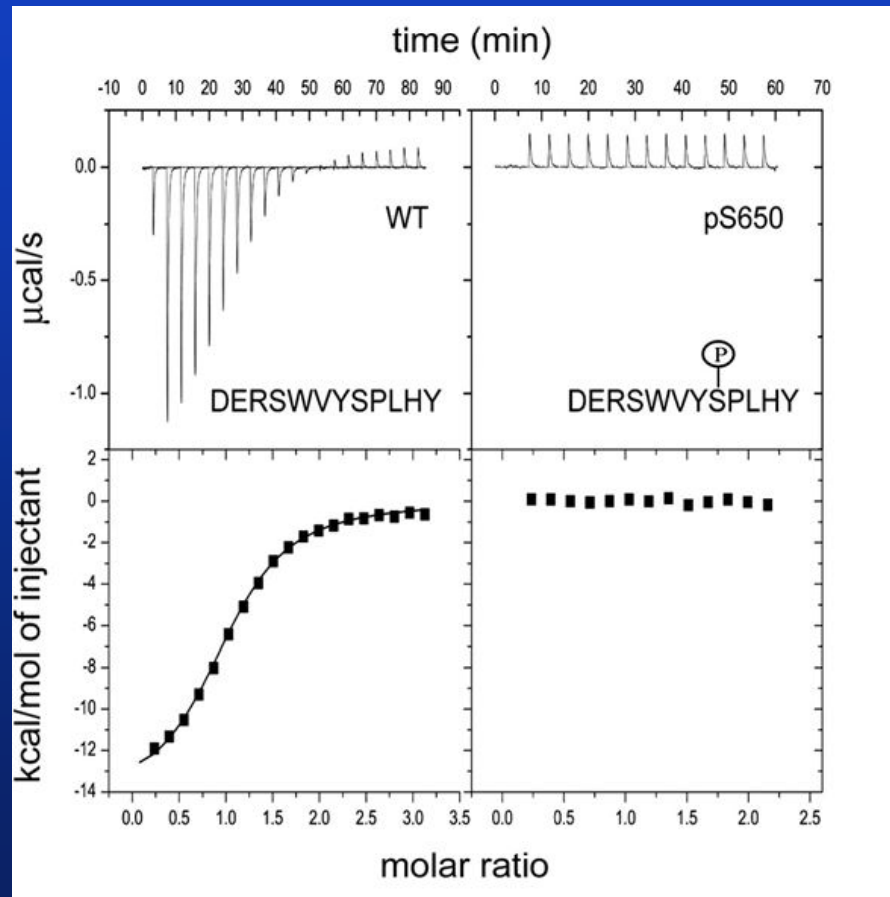 time (min)
-10 0 10 20 30 40 50 60 70 80 90
-10 0 10 20 30 40 50 60 70
0.0
-0.5
-1.0
µcal/s
WT
pS650
P
DERSWVYSPLHY
DERSWVYSPLHY
2
0
-2
-4
-6
-8
-10
-12
-14
kcal/mol of injectant
0.0 0.5 1.0 1.5 2.0 2.5 3.0 3.5
0.0 0.5 1.0 1.5 2.0 2.5
molar ratio